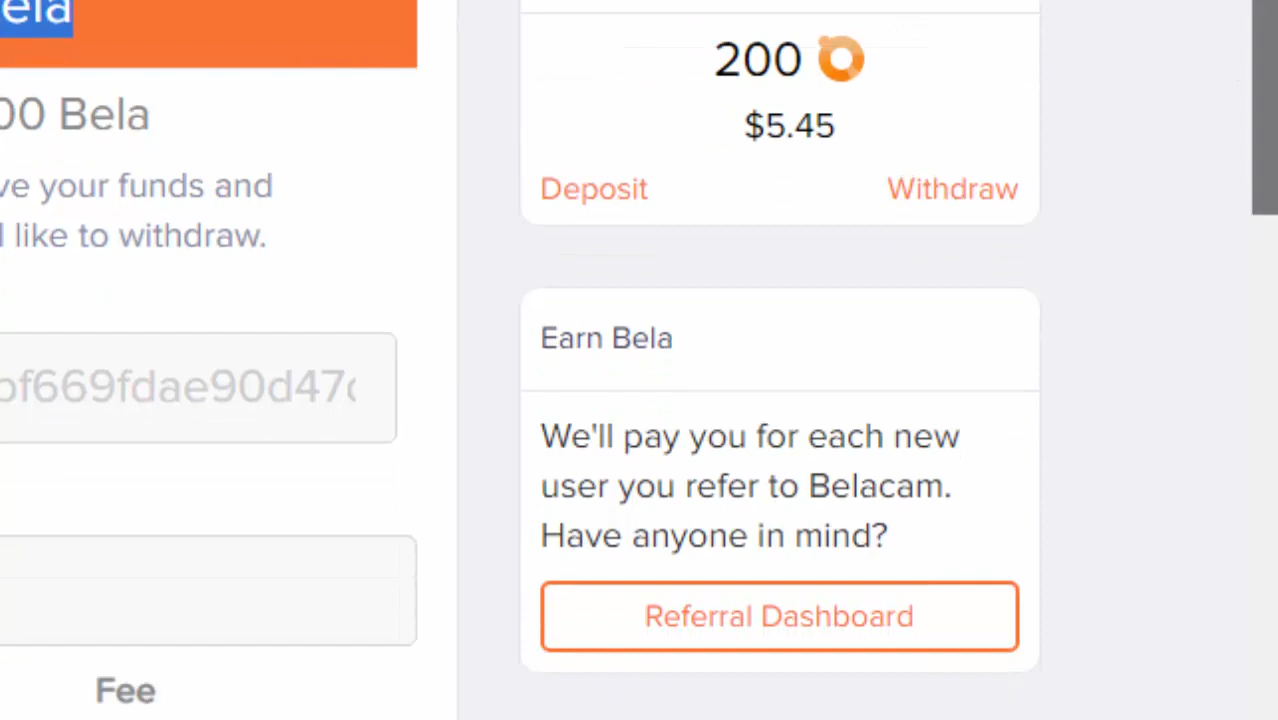 ela
00 Bela
ve your funds and
like to withdraw.
bf669fdae90d47
Fee
200
$5.45
Deposit
Withdraw
Earn Bela
We'll pay you for each new
user you refer to Belacam.
Have anyone in mind?
Referral Dashboard